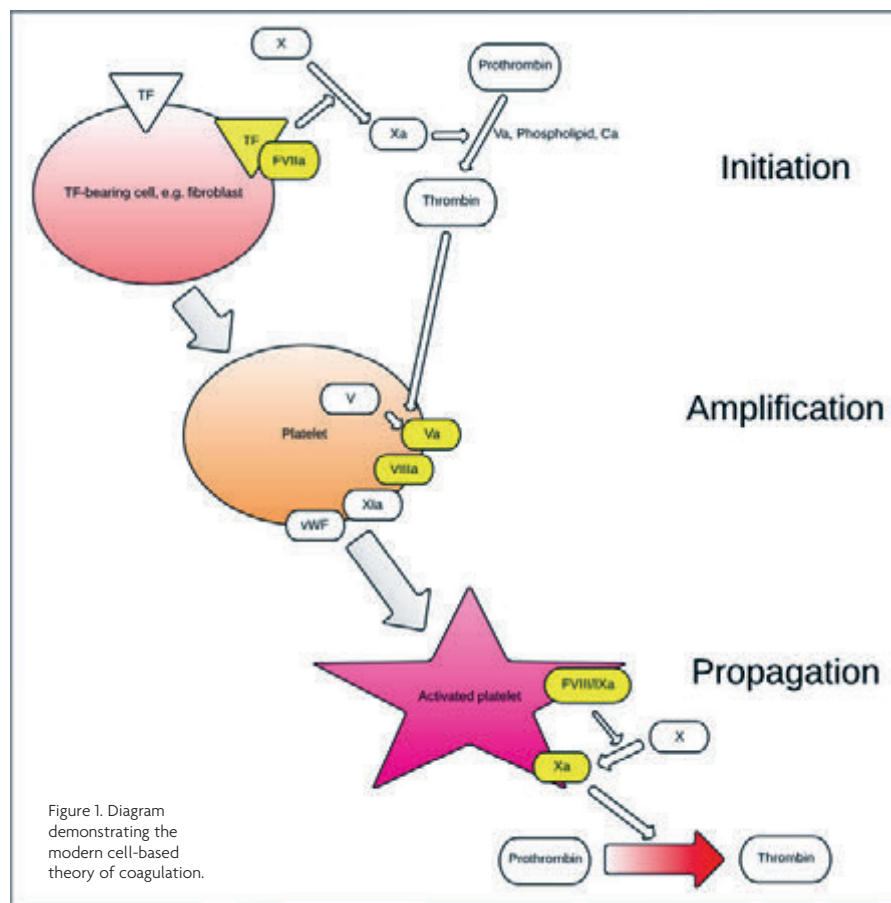 X
Prothrombin
TF
TF
FVIIa
Xa
Va, Phospholipid, Ca
Initiation
TF-bearing cell, e.g. fibroblast
Thrombin
V
Amplification
Platelet
Va
VIIIa
XIa
vWF
Propagation
FVIII/IXa
Activated platelet
X
Xa
Figure 1. Diagram
demonstrating the
modern cell-based
theory of coagulation.
Prothrombin
Thrombin